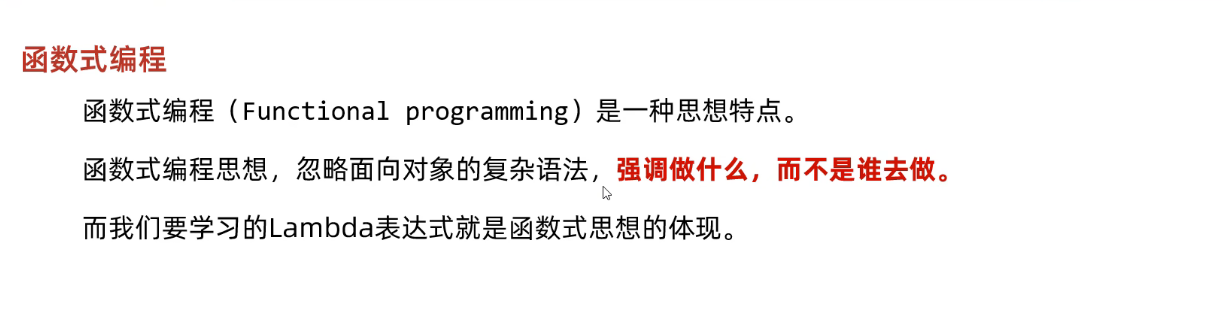 函数式编程
函数式编程（Functional programming）是一种思想特点。
函数式编程思想，忽略面向对象的复杂语法，强调做什么，而不是谁去做。
而我们要学习的Lambda表达式就是函数式思想的体现。